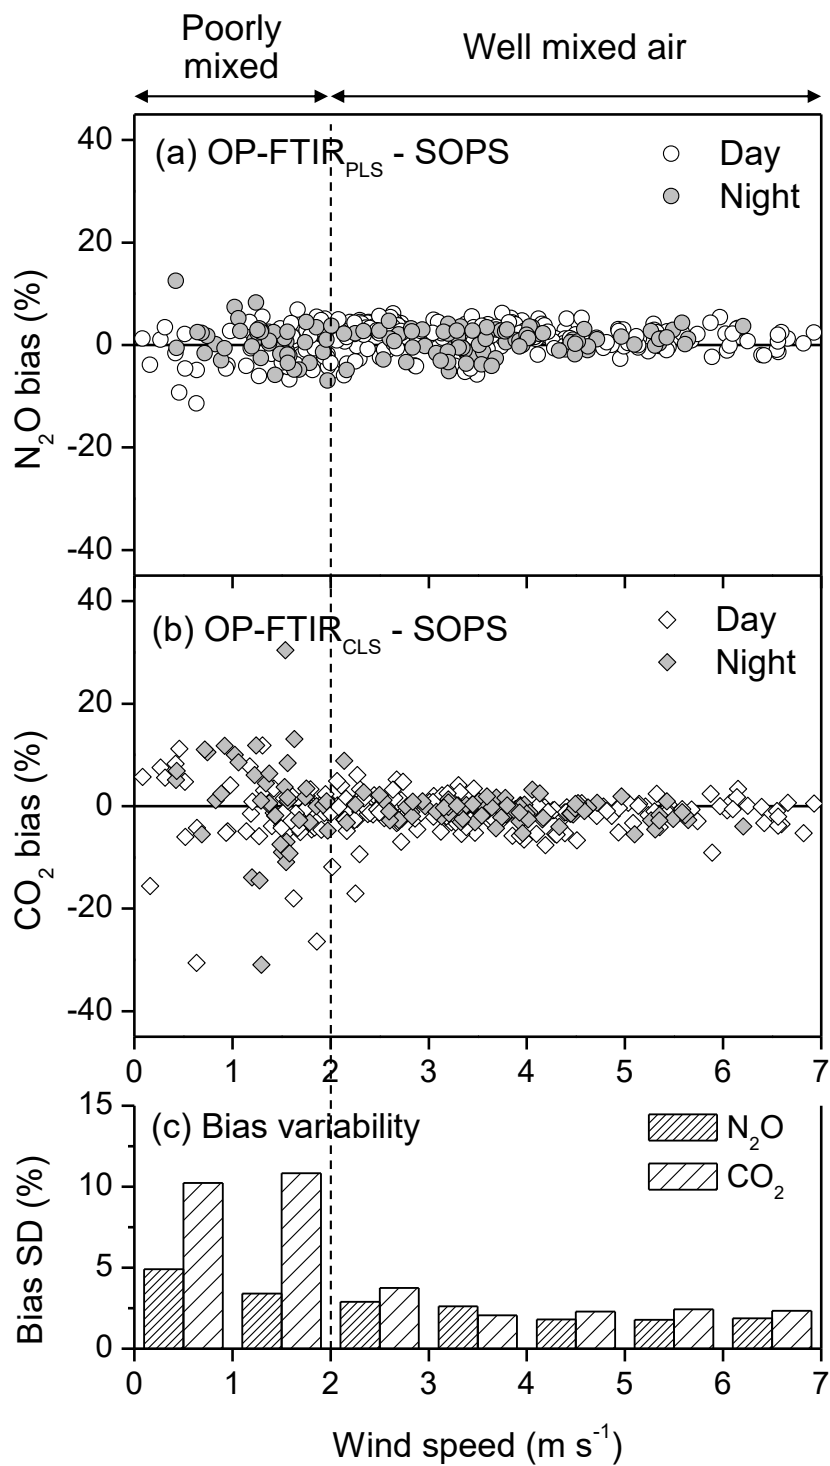 Poorly
mixed
Well mixed air
40
(a) OP-FTIR_PLS - SOPS
Day
Night
20
0
-20
-40
N₂O bias (%)
40
(b) OP-FTIR_CLS - SOPS
Day
Night
20
0
-20
-40
CO₂ bias (%)
0 1 2 3 4 5 6 7
15
(c) Bias variability
N₂O
CO₂
10
5
0
Bias SD (%)
0 1 2 3 4 5 6 7
Wind speed (m s⁻¹)